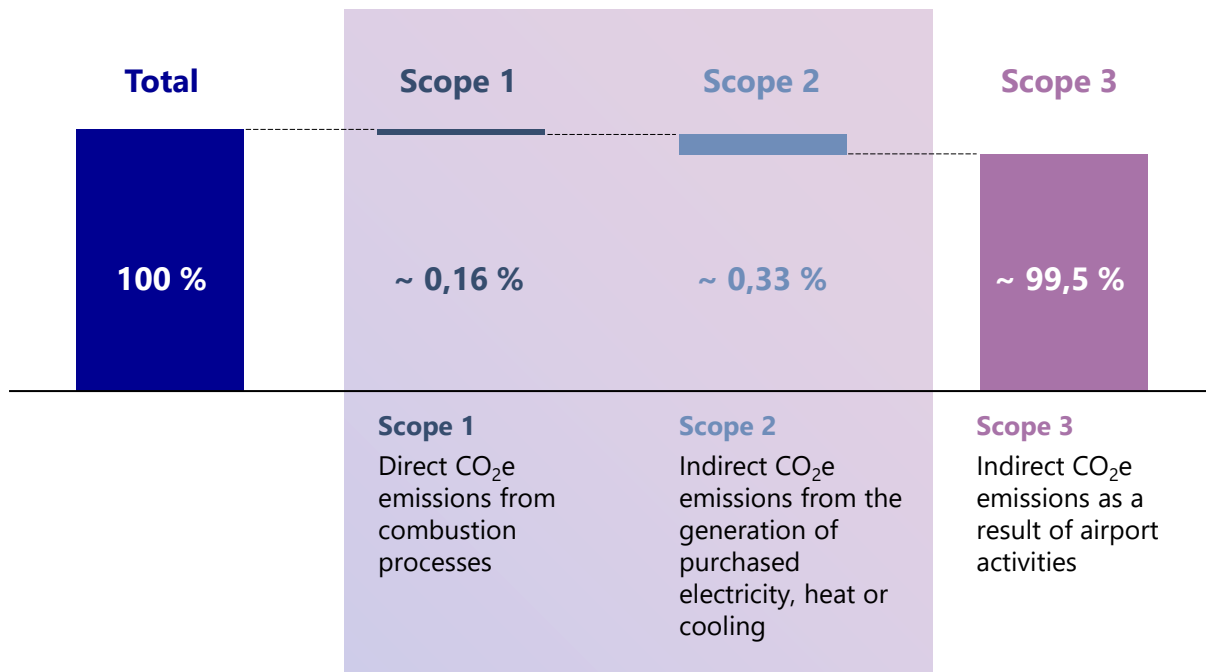 Total
Scope 1
Scope 2
Scope 3
100 %
~ 0,16 %
~ 0,33 %
~ 99,5 %
Scope 1
Direct CO₂e
emissions from
combustion
processes
Scope 2
Indirect CO₂e
emissions from the
generation of
purchased
electricity, heat or
cooling
Scope 3
Indirect CO₂e
emissions as a
result of airport
activities